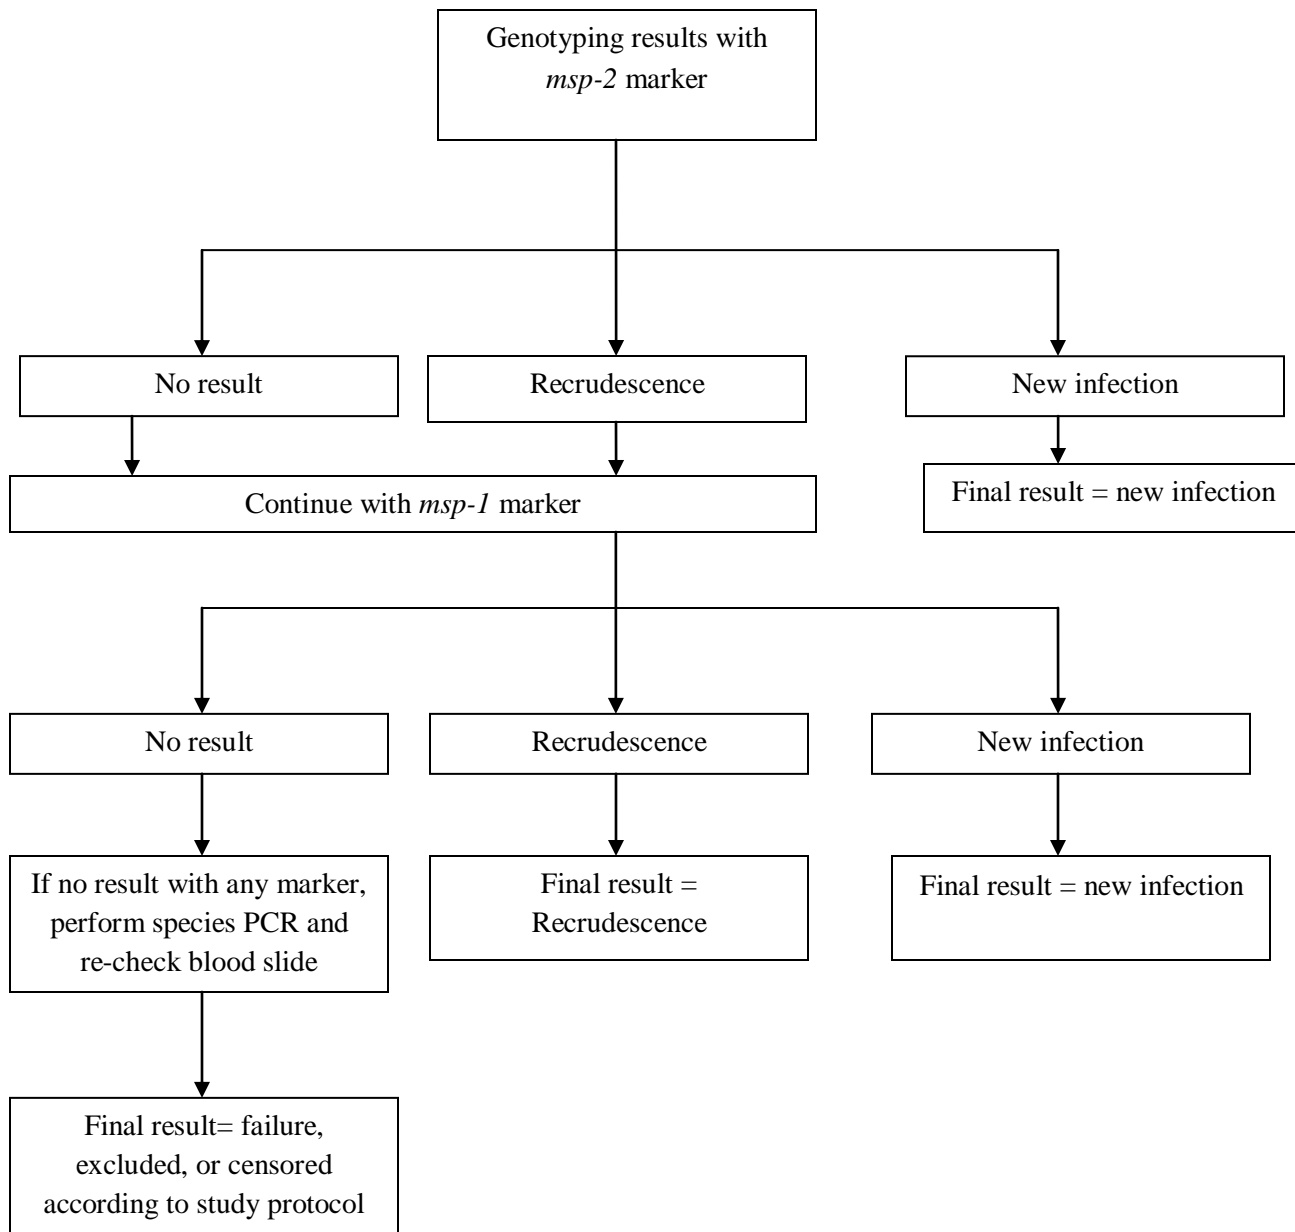 Genotyping results with
msp-2 marker
No result
Recrudescence
New infection
Continue with msp-1 marker
Final result = new infection
No result
Recrudescence
New infection
If no result with any marker,
perform species PCR and
re-check blood slide
Final result =
Recrudescence
Final result = new infection
Final result= failure,
excluded, or censored
according to study protocol